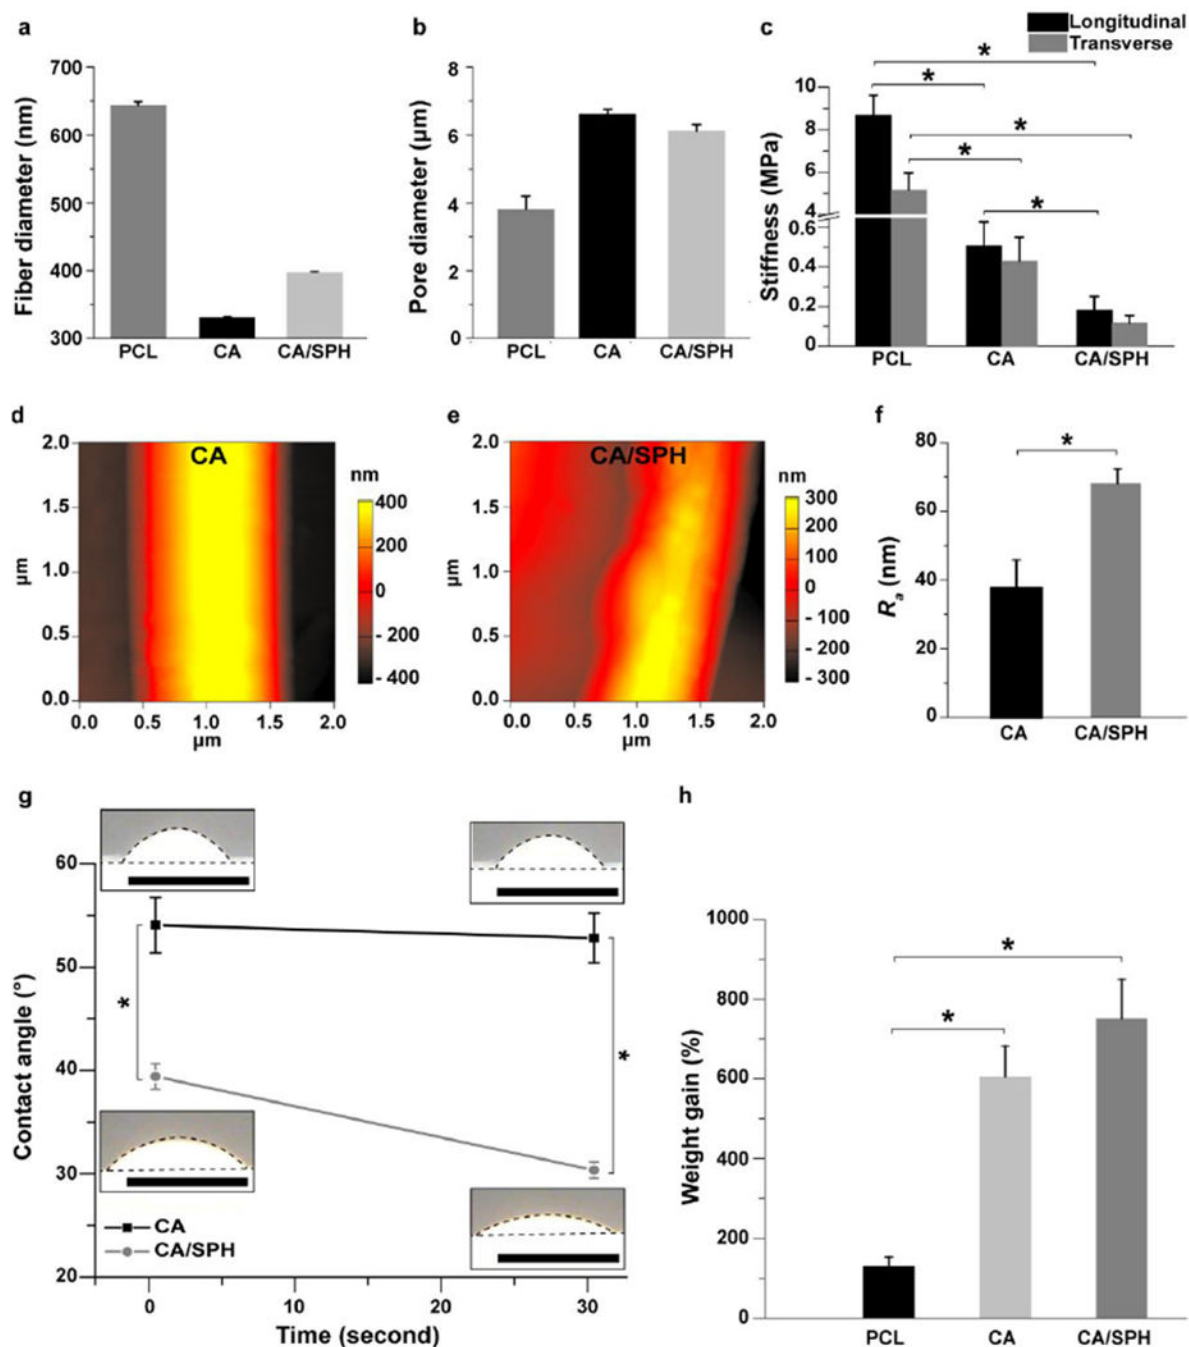 a
700
600
500
400
300
Fiber diameter (nm)
PCL CA CA/SPH
b
8
6
4
2
0
Pore diameter (µm)
PCL CA CA/SPH
c
Longitudinal
Transverse
*
*
*
*
*
10
8
6
4
0.6
0.4
0.2
0
Stiffness (MPa)
PCL CA CA/SPH
d
CA
2.0
1.5
1.0
0.5
0.0
µm
0.0 0.5 1.0 1.5 2.0
µm
nm
400
200
0
- 200
- 400
e
CA/SPH
2.0
1.5
1.0
0.5
0.0
µm
0.0 0.5 1.0 1.5 2.0
µm
nm
300
200
100
0
- 100
- 200
- 300
f
80
60
40
20
0
Ra (nm)
*
CA CA/SPH
g
60
50
40
30
20
Contact angle (°)
*
*
CA
CA/SPH
0 10 20 30
Time (second)
h
1000
800
600
400
200
0
Weight gain (%)
*
*
PCL CA CA/SPH